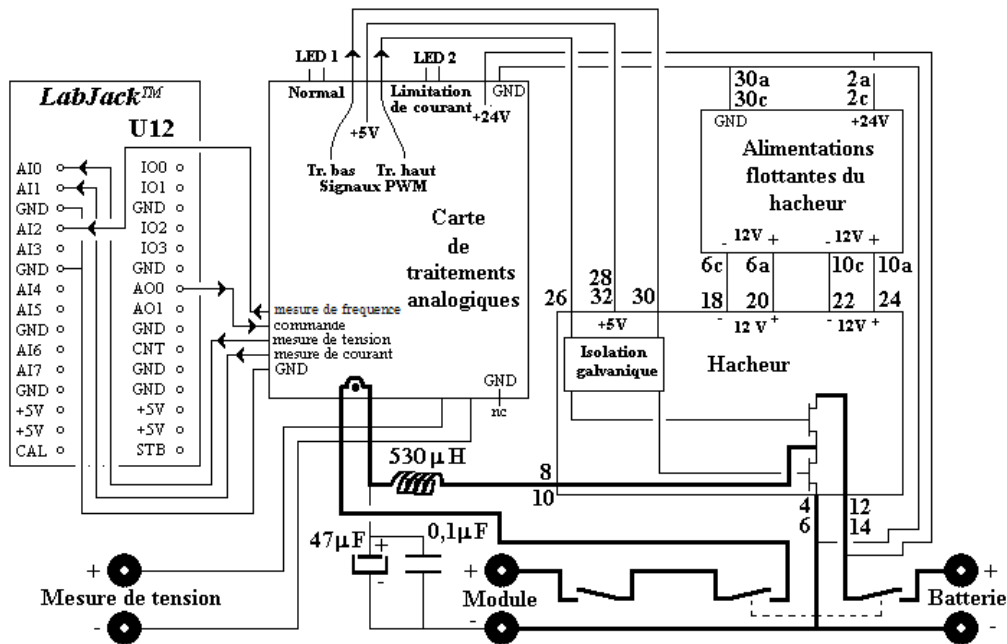 LED 1
LED 2
LabJack™
U12
AI0
AI1
GND
AI2
AI3
GND
AI4
AI5
GND
AI6
AI7
GND
+5V
+5V
CAL
IO0
IO1
GND
IO2
IO3
GND
AO0
AO1
GND
CNT
GND
GND
+5V
+5V
STB
Normal
Limitation
de courant
GND
+24V
+5V
Tr. bas
Tr. haut
Signaux PWM
Carte
de
traitements
analogiques
mesure de frequence
commande
mesure de tension
mesure de courant
GND
GND
nc
30a
30c
2a
2c
GND
+24V
Alimentations
flottantes du
hacheur
- 12V +
- 12V +
6c
6a
10c
10a
26
28
32
30
18
20
22
24
+5V
- 12 V +
- 12V +
Isolation
galvanique
Hacheur
530 µH
8
10
4
6
12
14
47µF
+
-
0,1µF
+
Mesure de tension
-
+
Module
-
+
Batterie
-